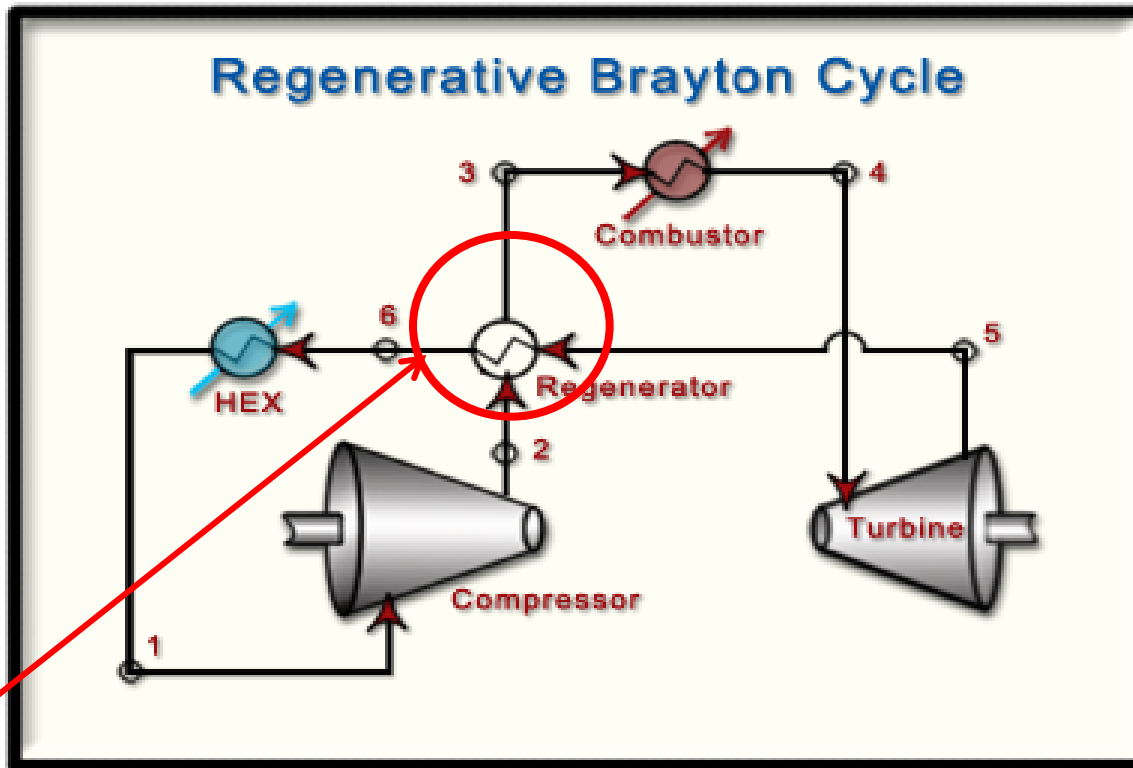 Regenerative Brayton Cycle
3
4
Combustor
6
5
HEX
Regenerator
2
Turbine
Compressor
1